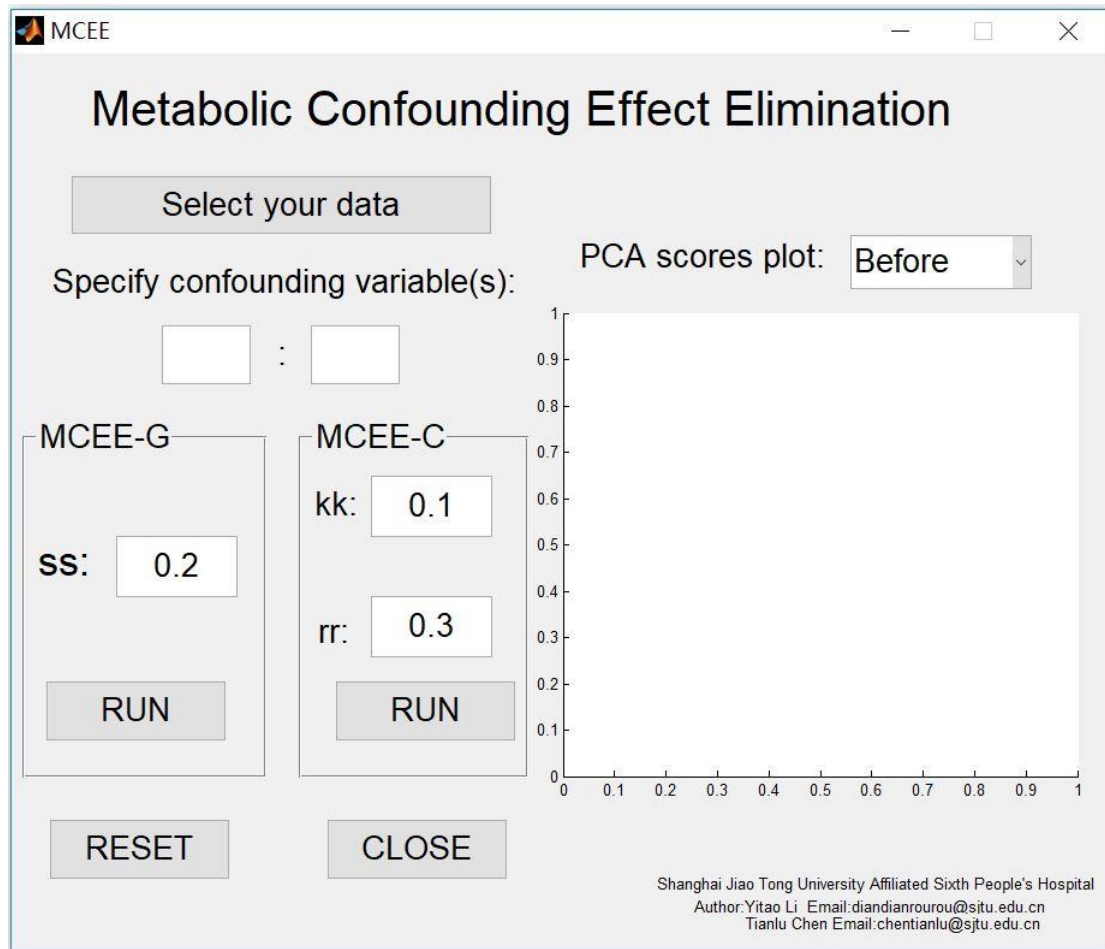 MCEE
Metabolic Confounding Effect Elimination
Select your data
Specify confounding variable(s):
:
MCEE-G
ss: 0.2
RUN
MCEE-C
kk: 0.1
rr: 0.3
RUN
RESET
CLOSE
PCA scores plot: Before
1
0.9
0.8
0.7
0.6
0.5
0.4
0.3
0.2
0.1
0
0 0.1 0.2 0.3 0.4 0.5 0.6 0.7 0.8 0.9 1
Shanghai Jiao Tong University Affiliated Sixth People's Hospital
Author:Yitao Li Email:diandianrourou@sjtu.edu.cn
Tianlu Chen Email:chentianlu@sjtu.edu.cn